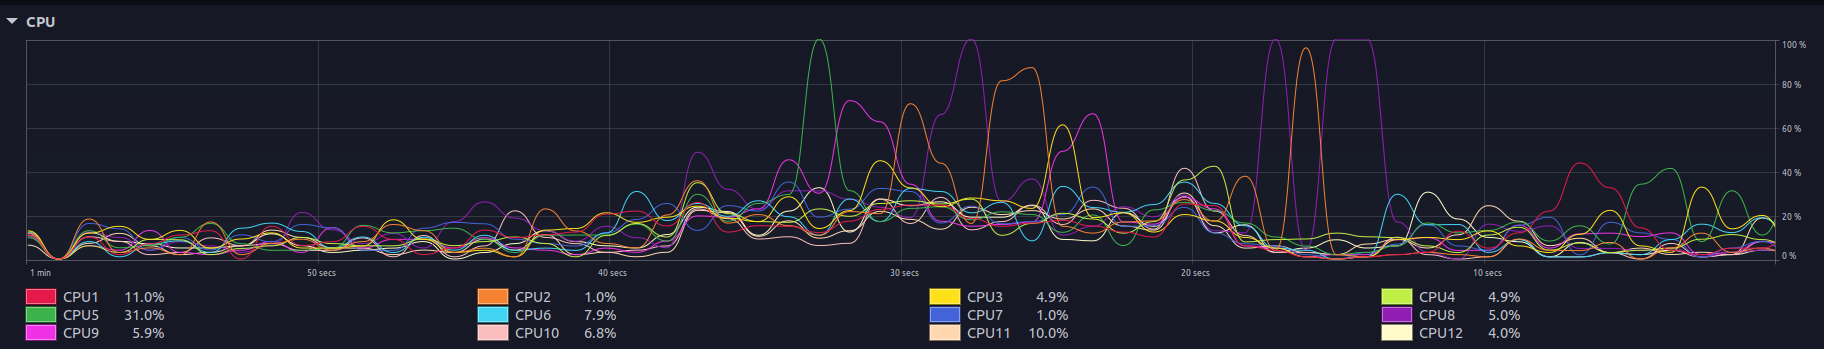 CPU
100 %
80 %
60 %
40 %
20 %
0 %
1 min 50 secs 40 secs 30 secs 20 secs 10 secs
CPU1 11.0% CPU2 1.0% CPU3 4.9% CPU4 4.9%
CPU5 31.0% CPU6 7.9% CPU7 1.0% CPU8 5.0%
CPU9 5.9% CPU10 6.8% CPU11 10.0% CPU12 4.0%